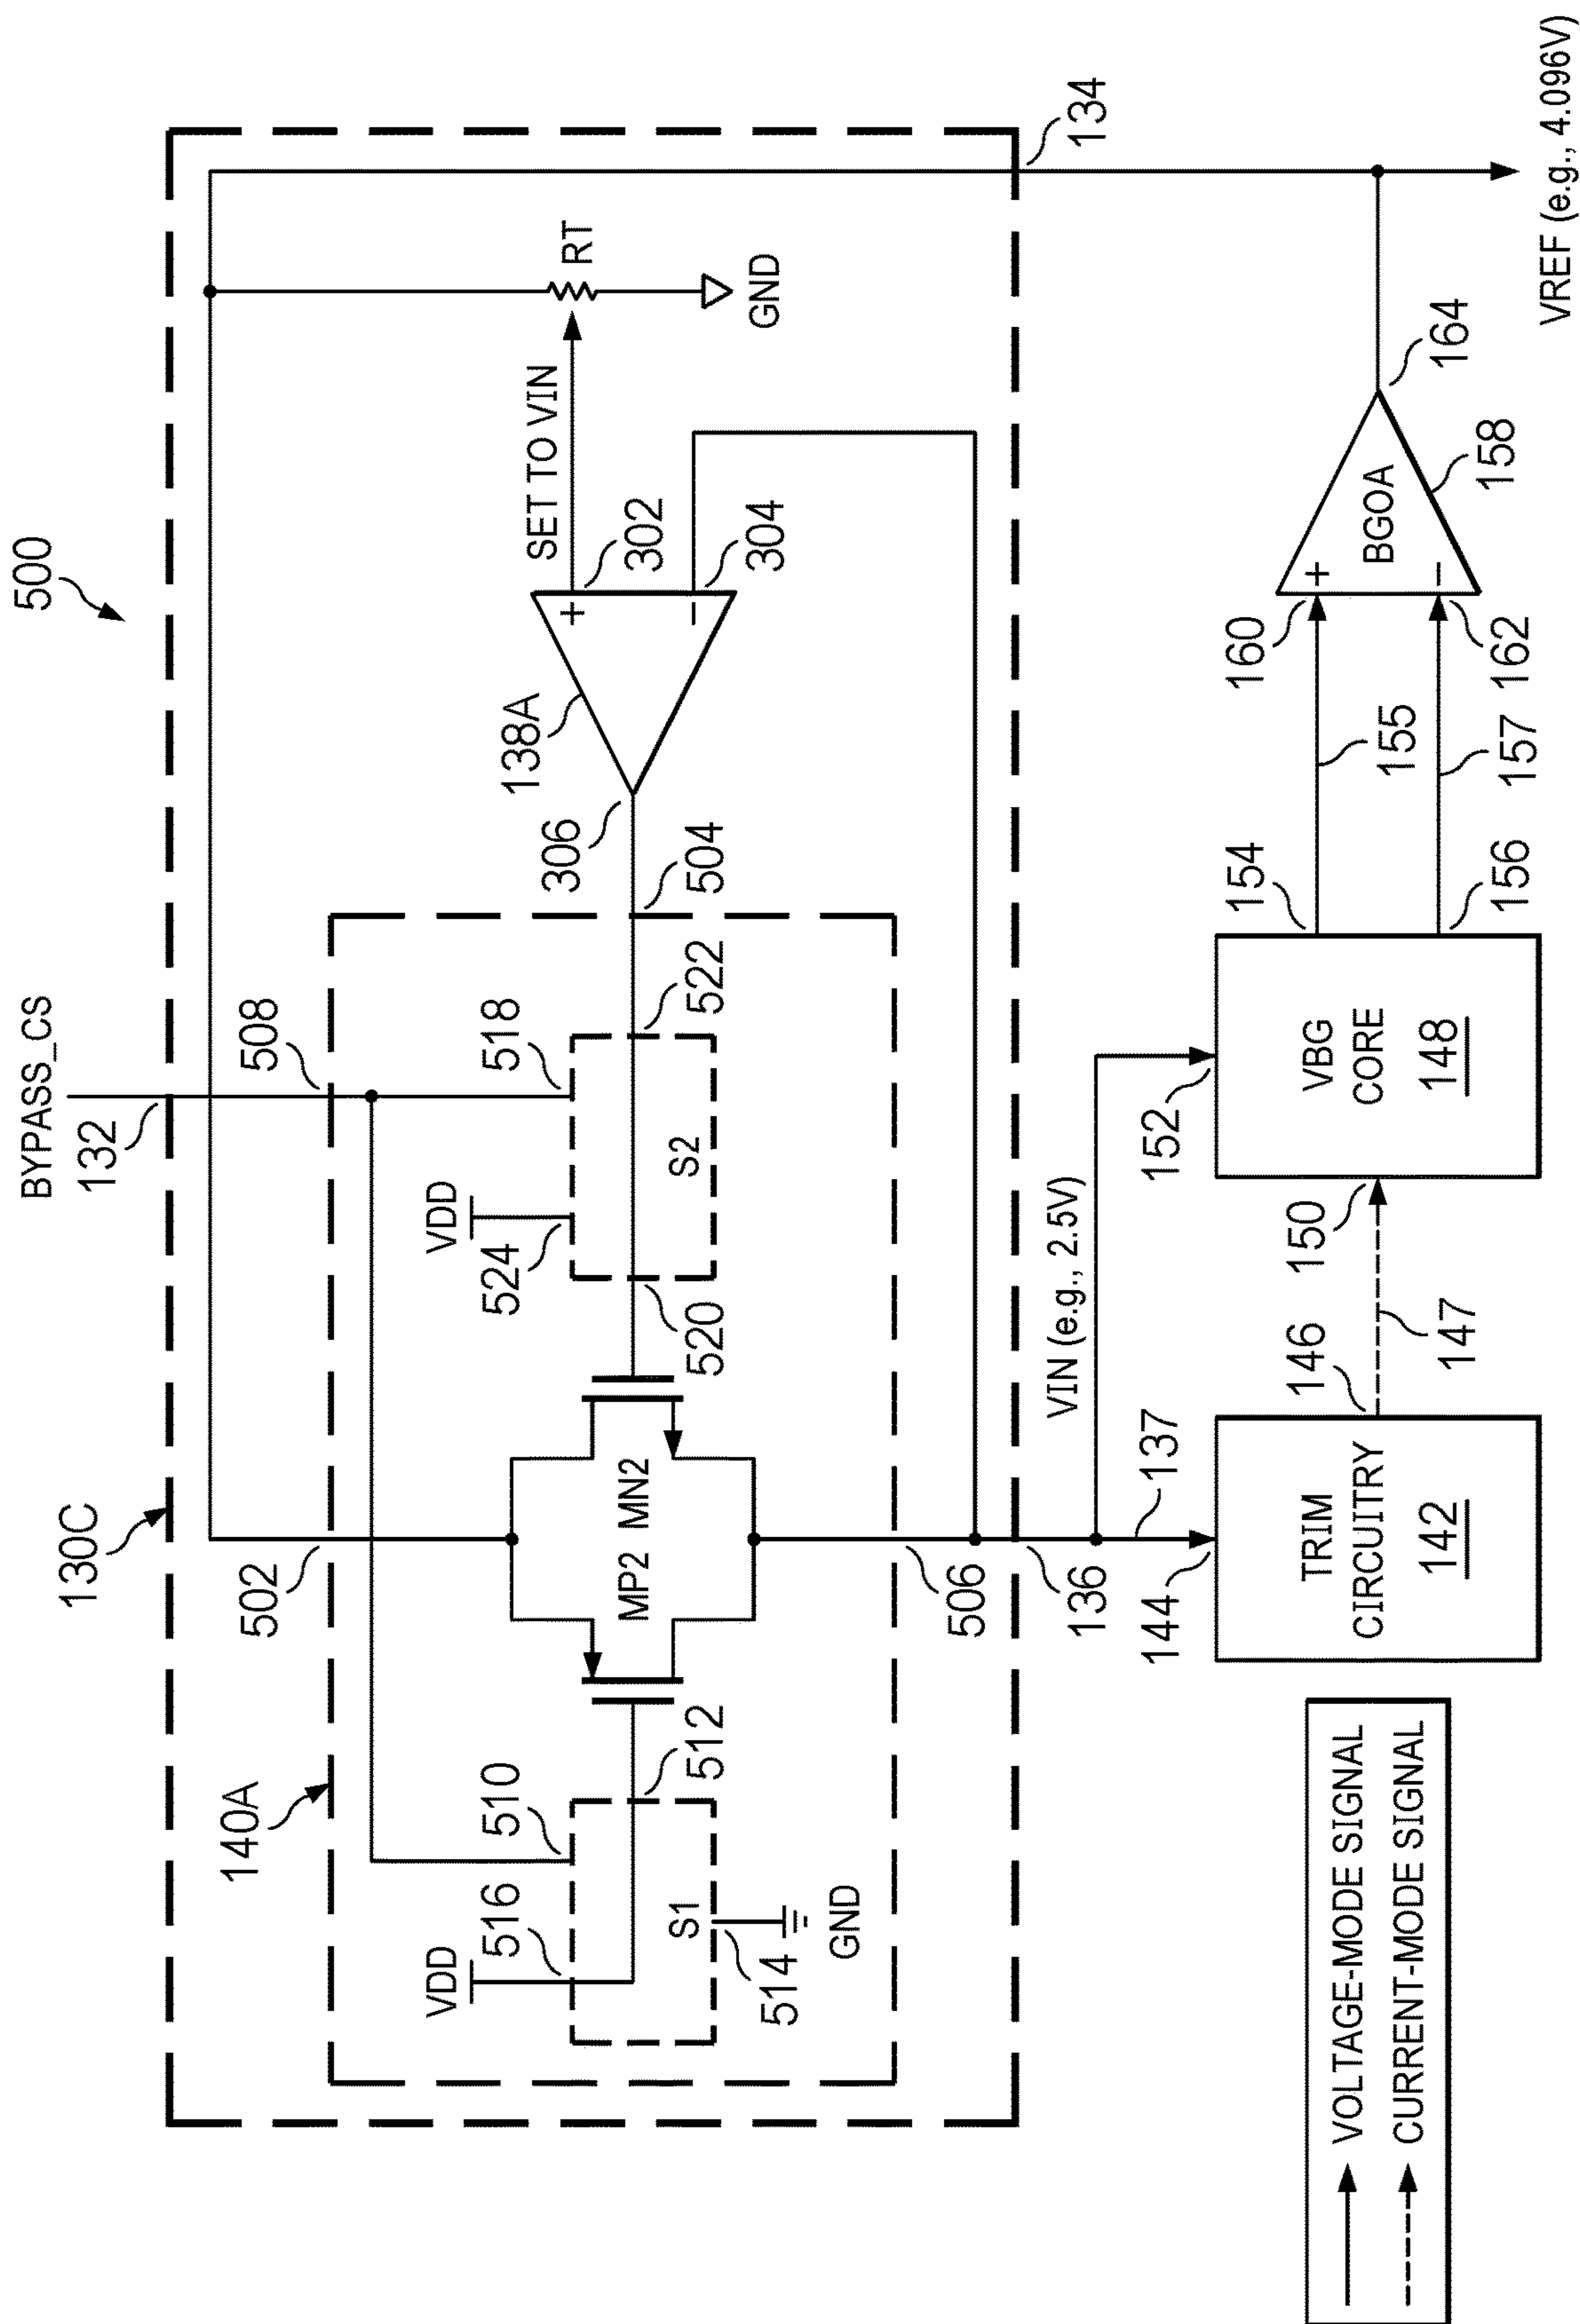 500
BYPASS_CS
132
130C
134
502
508
140A
504
VDD
516
510
512
S1
514
GND
MP2
MN2
VDD
524
518
520
522
S2
306
138A
302
304
SET TO VIN
RT
GND
506
136
VIN (e.g., 2.5V)
137
144
TRIM
CIRCUITRY
142
146
147
150
152
VBG
CORE
148
154
155
156
157
160
162
BGOA
158
164
VREF (e.g., 4.096V)
VOLTAGE-MODE SIGNAL
CURRENT-MODE SIGNAL